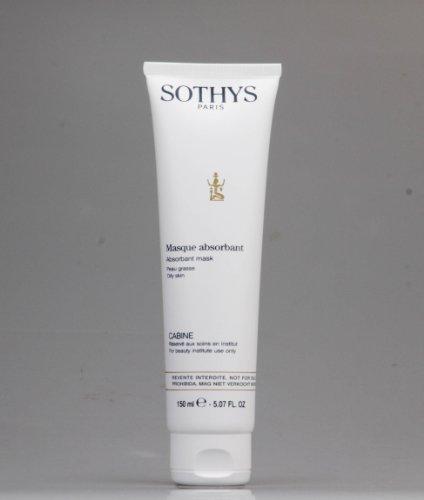 SOTHYS
PARIS
Masque absorbant
Absorbant mask
Peau grasse
Oily skin
CABINE
Réservé aux soins en institut
For beauty institute use only
REVENTE INTERDITE, NOT FOR
PROHIBIDA, MAG NIET VERKOCHT
150 ml e - 5.07 FL. OZ